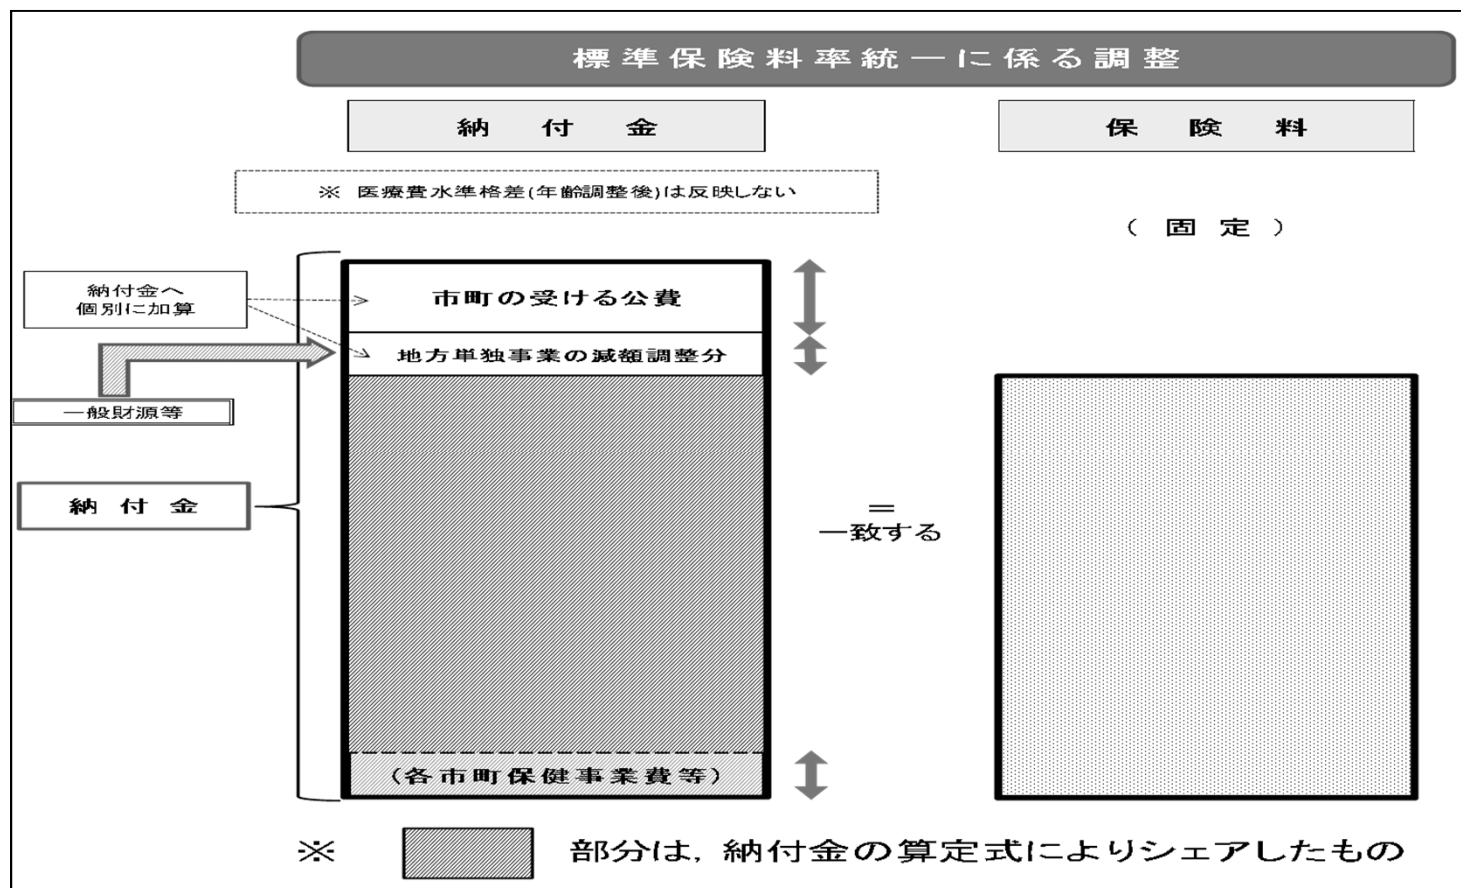 標準保険料率統一に係る調整
納付金
保険料
※ 医療費水準格差(年齢調整後)は反映しない
(固定)
納付金へ
個別に加算
市町の受ける公費
地方単独事業の減額調整分
一般財源等
納付金
＝
一致する
(各市町保健事業費等)
※ 部分は，納付金の算定式によりシェアしたもの